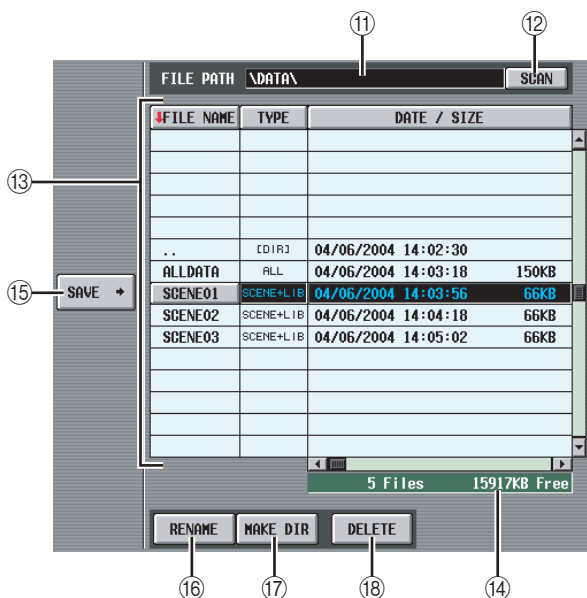 ⑪ ⑫
FILE PATH \DATA\ SCAN
FILE NAME TYPE DATE / SIZE
⑬
.. [DIR] 04/06/2004 14:02:30
ALLDATA ALL 04/06/2004 14:03:18 150KB
⑮ SAVE SCENE01 SCENE+LIB 04/06/2004 14:03:56 66KB
SCENE02 SCENE+LIB 04/06/2004 14:04:18 66KB
SCENE03 SCENE+LIB 04/06/2004 14:05:02 66KB
5 Files 15917KB Free
RENAME MAKE DIR DELETE
⑯ ⑰ ⑱ ⑭